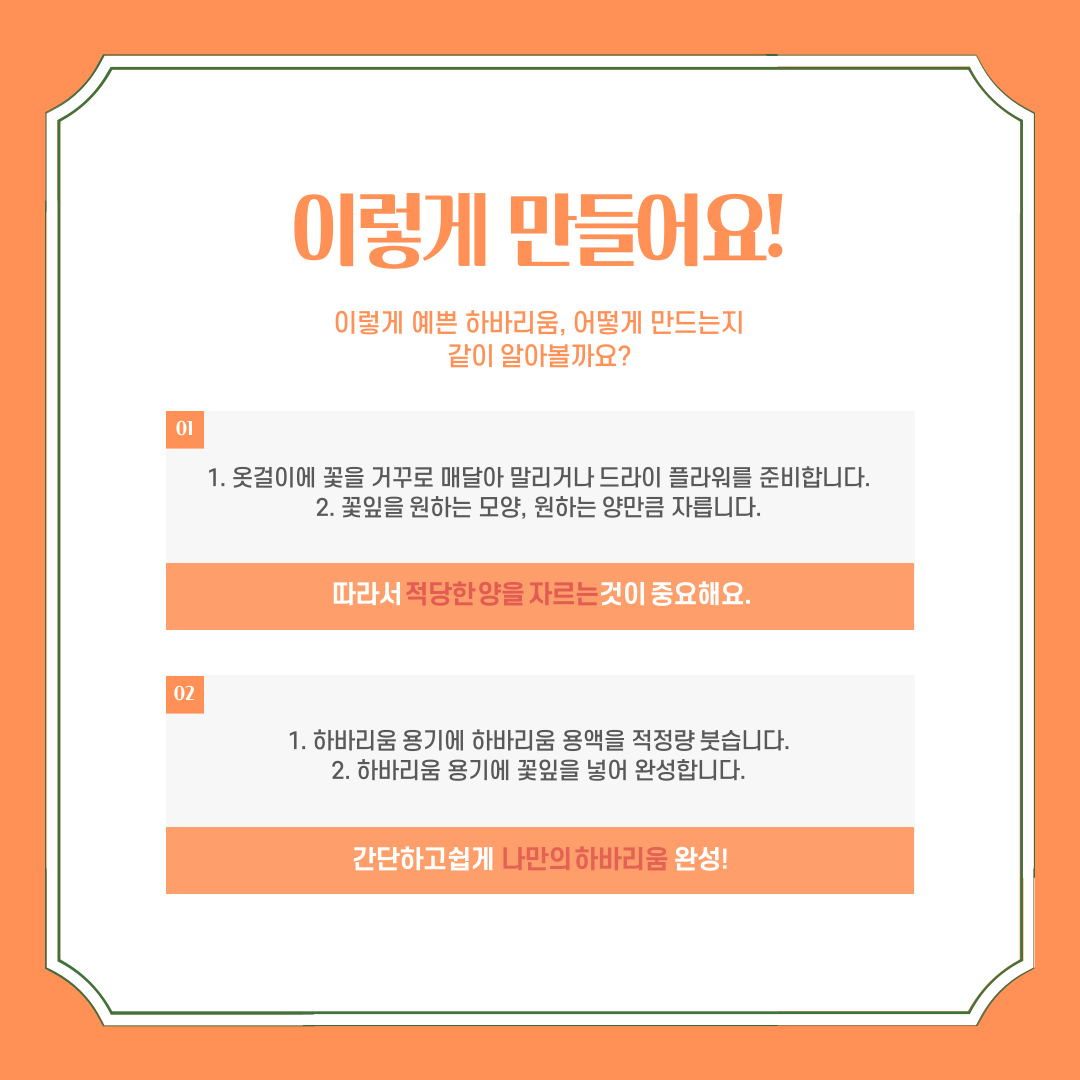 이렇게 만들어요!
이렇게 예쁜 하바리움, 어떻게 만드는지
같이 알아볼까요?
01
1. 옷걸이에 꽃을 거꾸로 매달아 말리거나 드라이 플라워를 준비합니다.
2. 꽃잎을 원하는 모양, 원하는 양만큼 자릅니다.
따라서 적당한 양을 자르는것이 중요해요.
02
1. 하바리움 용기에 하바리움 용액을 적정량 붓습니다.
2. 하바리움 용기에 꽃잎을 넣어 완성합니다.
간단하고쉽게 나만의 하바리움 완성!